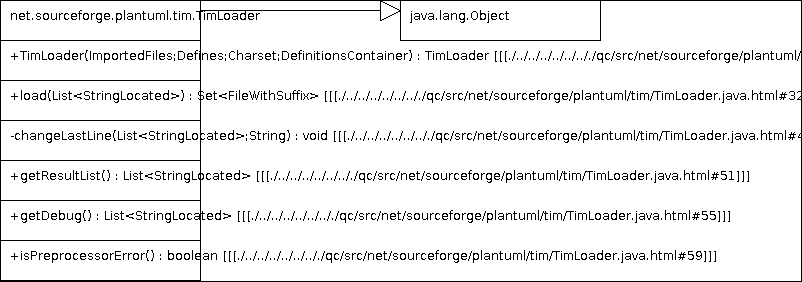 net.sourceforge.plantuml.tim.TimLoader
java.lang.Object
+TimLoader(ImportedFiles;Defines;Charset;DefinitionsContainer) : TimLoader [[[./../../../../../../../qc/src/net/sourceforge/plantuml/
+load(List<StringLocated>) : Set<FileWithSuffix> [[[./../../../../../../../qc/src/net/sourceforge/plantuml/tim/TimLoader.java.html#32
-changeLastLine(List<StringLocated>;String) : void [[[./../../../../../../../qc/src/net/sourceforge/plantuml/tim/TimLoader.java.html#4
+getResultList() : List<StringLocated> [[[./../../../../../../../qc/src/net/sourceforge/plantuml/tim/TimLoader.java.html#51]]]
+getDebug() : List<StringLocated> [[[./../../../../../../../qc/src/net/sourceforge/plantuml/tim/TimLoader.java.html#55]]]
+isPreprocessorError() : boolean [[[./../../../../../../../qc/src/net/sourceforge/plantuml/tim/TimLoader.java.html#59]]]